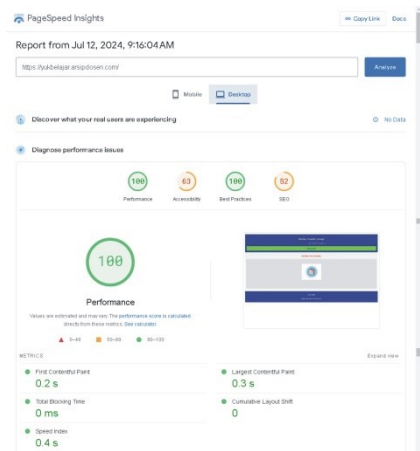 PageSpeed Insights
Copy Link Docs
Report from Jul 12, 2024, 9:16:04 AM
https://yukbelajar.arsipdosen.com/ Analyze
Mobile Desktop
Discover what your real users are experiencing No Data
Diagnose performance issues
100 63 100 82
Performance Accessibility Best Practices SEO
100
Performance
Values are estimated and may vary. The performance score is calculated
directly from these metrics. See calculator.
0–49 50–89 90–100
METRICS Expand view
First Contentful Paint Largest Contentful Paint
0.2 s 0.3 s
Total Blocking Time Cumulative Layout Shift
0 ms 0
Speed Index
0.4 s